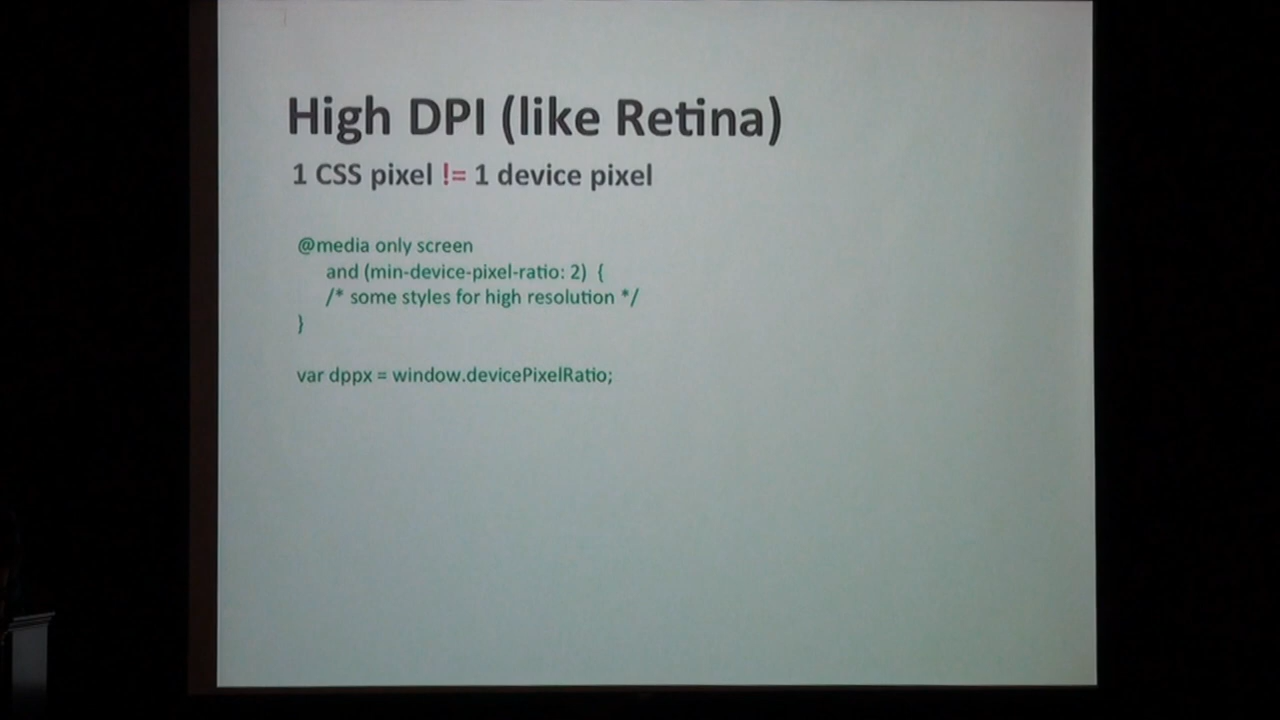 High DPI (like Retina)
1 CSS pixel != 1 device pixel
@media only screen
and (min-device-pixel-ratio: 2) {
/* some styles for high resolution */
}
var dppx = window.devicePixelRatio;